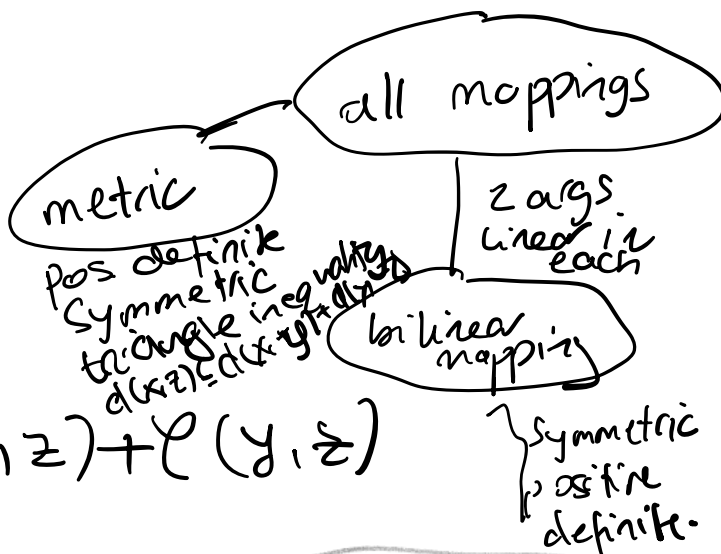 all mappings
metric
2 args
linear in
each
pos definite
symmetric
triangle inequality
d(x,z) ≤ d(x,y) + d(y
bilinear
mapping
,z) + φ(y,z)
symmetric
positive
definite.